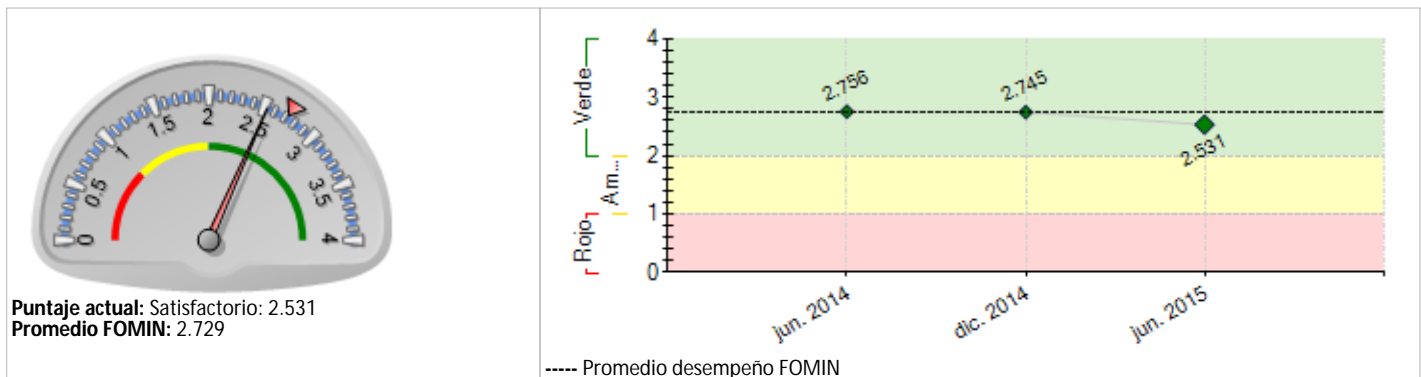 0
0.5
1
1.5
2
2.5
3
3.5
4
Puntaje actual: Satisfactorio: 2.531
Promedio FOMIN: 2.729
Verde
Am...
Rojo
4
3
2
1
0
2.756
2.745
2.531
jun. 2014
dic. 2014
jun. 2015
----- Promedio desempeño FOMIN